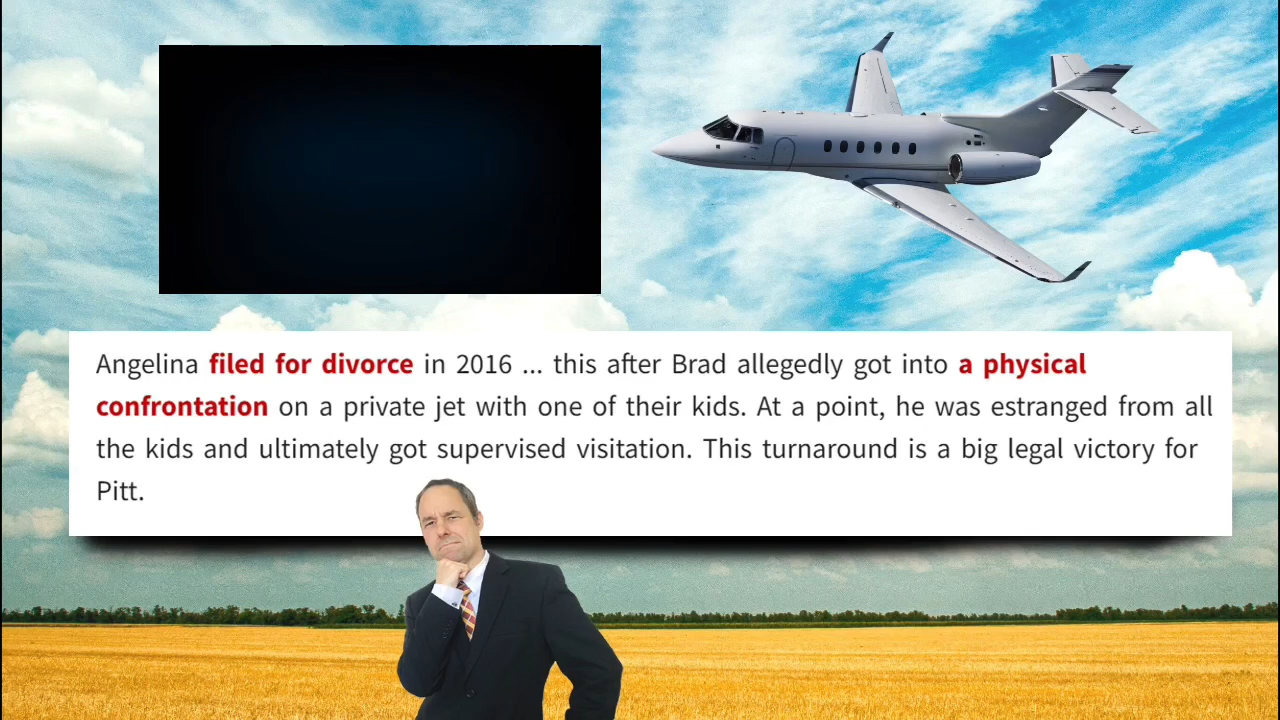 Angelina filed for divorce in 2016 ... this after Brad allegedly got into a physical
confrontation on a private jet with one of their kids. At a point, he was estranged from all
the kids and ultimately got supervised visitation. This turnaround is a big legal victory for
Pitt.